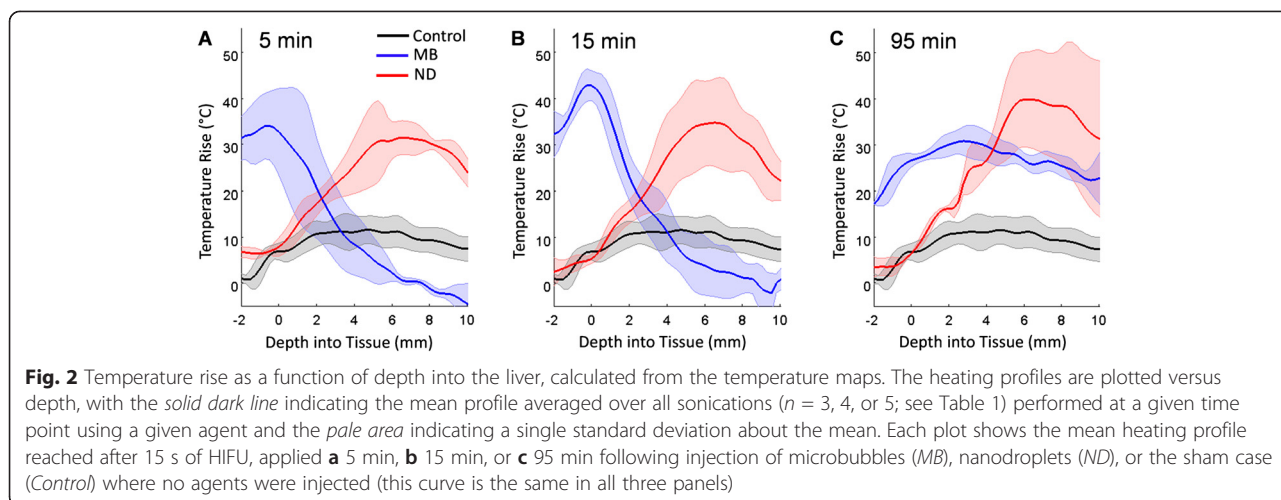 A 5 min
Control
MB
ND
Temperature Rise (°C)
50
40
30
20
10
0
-2 0 2 4 6 8 10
Depth into Tissue (mm)
B 15 min
Temperature Rise (°C)
50
40
30
20
10
0
-2 0 2 4 6 8 10
Depth into Tissue (mm)
C 95 min
Temperature Rise (°C)
50
40
30
20
10
0
-2 0 2 4 6 8 10
Depth into Tissue (mm)
Fig. 2 Temperature rise as a function of depth into the liver, calculated from the temperature maps. The heating profiles are plotted versus
depth, with the solid dark line indicating the mean profile averaged over all sonications (n = 3, 4, or 5; see Table 1) performed at a given time
point using a given agent and the pale area indicating a single standard deviation about the mean. Each plot shows the mean heating profile
reached after 15 s of HIFU, applied a 5 min, b 15 min, or c 95 min following injection of microbubbles (MB), nanodroplets (ND), or the sham case
(Control) where no agents were injected (this curve is the same in all three panels)